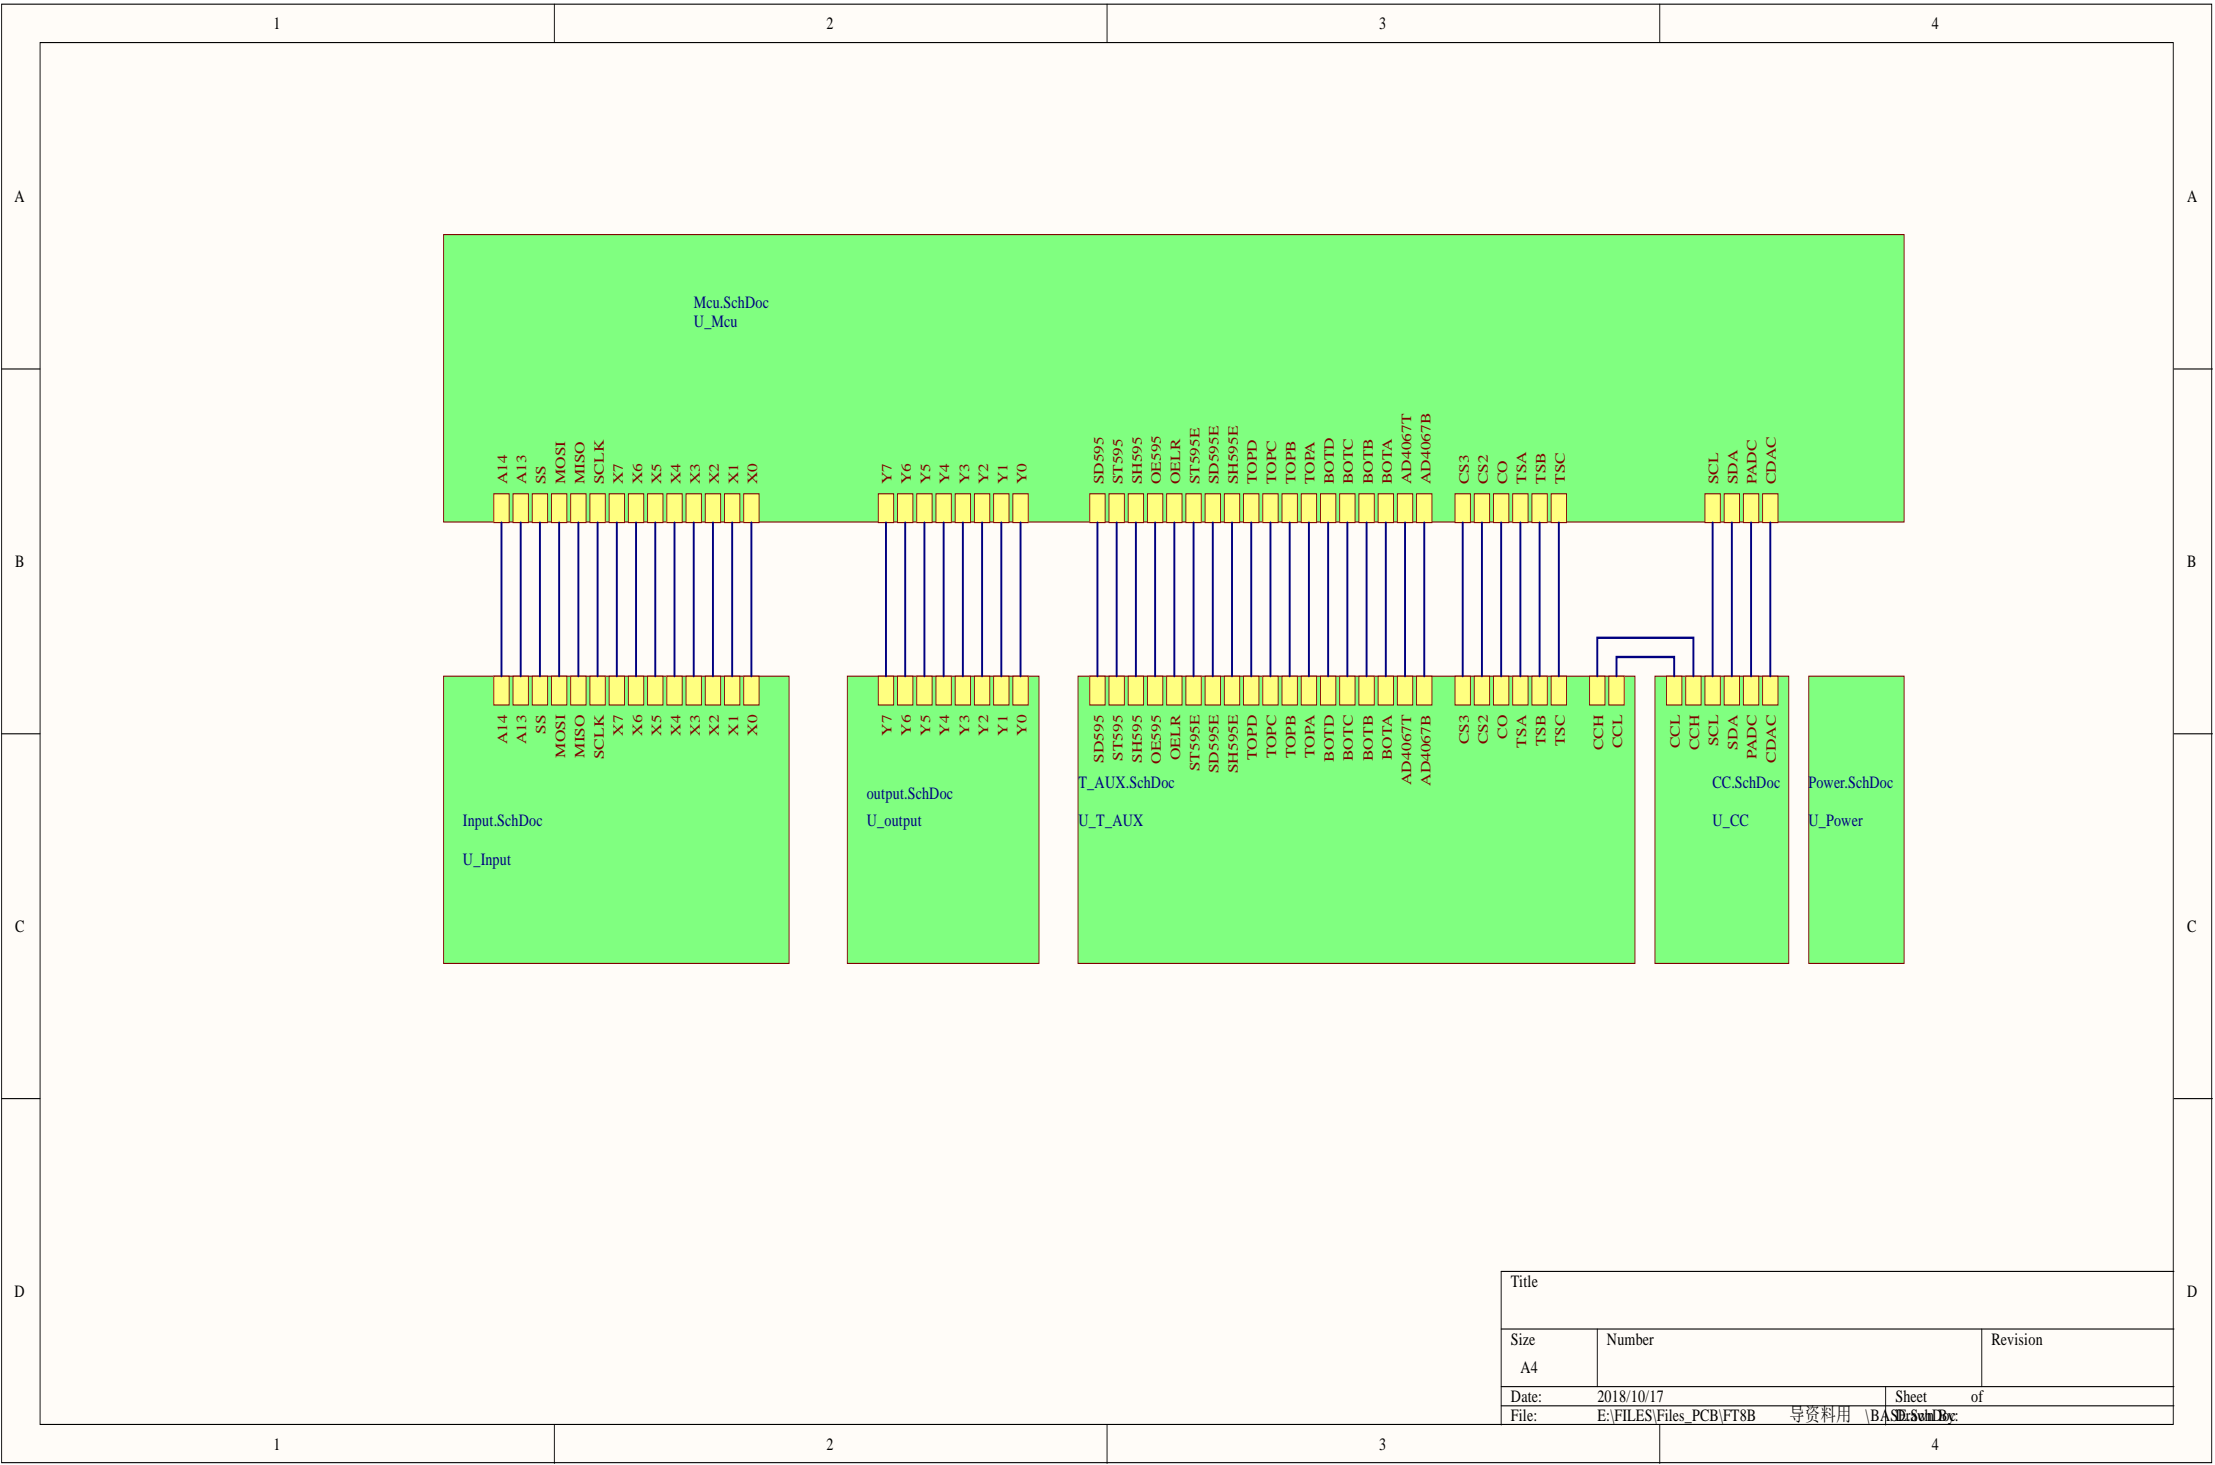 1 2 3 4
A A
Mcu.SchDoc
U_Mcu
A14 A13 SS MOSI MISO SCLK X7 X6 X5 X4 X3 X2 X1 X0 Y7 Y6 Y5 Y4 Y3 Y2 Y1 Y0 SD595 ST595 SH595 OE595 OELR ST595E SD595E SH595E TOPD TOPC TOPB TOPA BOTD BOTC BOTB BOTA AD4067T AD4067B CS3 CS2 CO TSA TSB TSC SCL SDA PADC CDAC
B B
A14 A13 SS MOSI MISO SCLK X7 X6 X5 X4 X3 X2 X1 X0 Y7 Y6 Y5 Y4 Y3 Y2 Y1 Y0 SD595 ST595 SH595 OE595 OELR ST595E SD595E SH595E TOPD TOPC TOPB TOPA BOTD BOTC BOTB BOTA AD4067T AD4067B CS3 CS2 CO TSA TSB TSC CCH CCL CCL CCH SCL SDA PADC CDAC
Input.SchDoc
U_Input
output.SchDoc
U_output
T_AUX.SchDoc
U_T_AUX
CC.SchDoc
U_CC
Power.SchDoc
U_Power
C C
D D
Title
Size Number Revision
A4
Date: 2018/10/17 Sheet of
File: E:\FILES\Files_PCB\FT8B 导资料用 \BASE.SchDoc Drawn By:
1 2 3 4